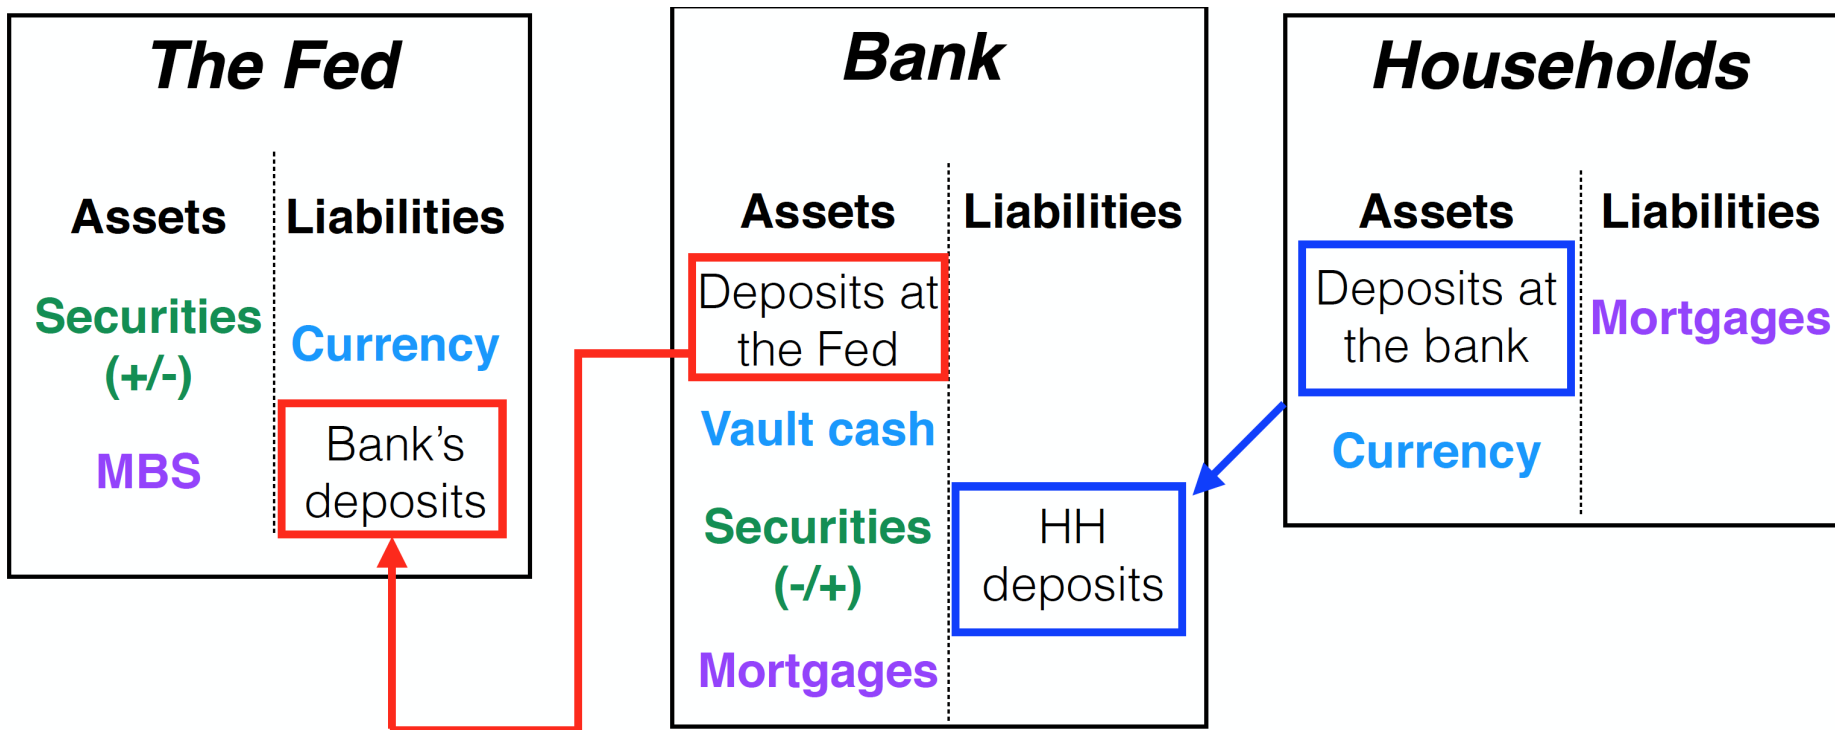 The Fed
Assets
Liabilities
Securities
(+/-)
MBS
Currency
Bank's
deposits
Bank
Assets
Liabilities
Deposits at
the Fed
Vault cash
Securities
(-/+)
Mortgages
HH
deposits
Households
Assets
Liabilities
Deposits at
the bank
Currency
Mortgages